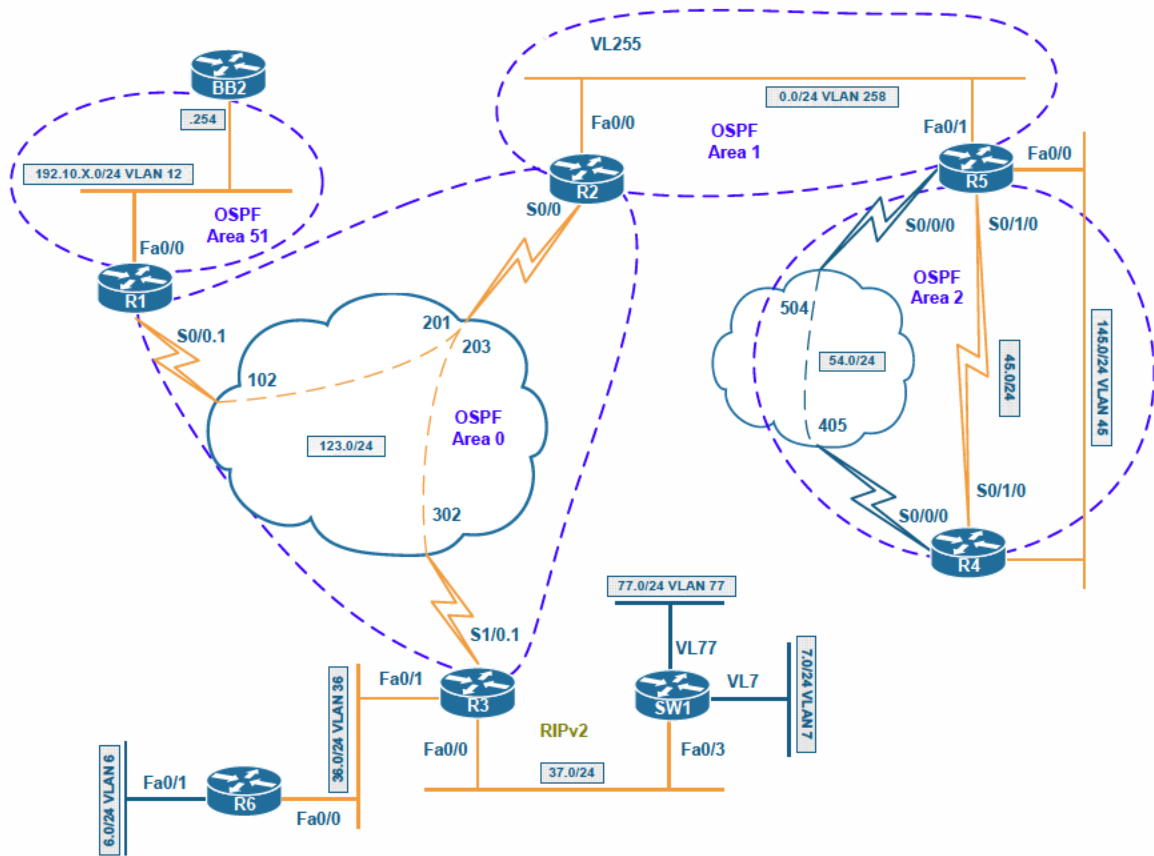 VL255
BB2
0.0/24 VLAN 258
.254
Fa0/0
OSPF
Area 1
Fa0/1
Fa0/0
192.10.X.0/24 VLAN 12
R2
R5
OSPF
Area 51
S0/0
S0/0/0
S0/1/0
Fa0/0
OSPF
Area 2
R1
504
S0/0.1
201
203
54.0/24
45.0/24
145.0/24 VLAN 45
102
OSPF
Area 0
405
123.0/24
S0/1/0
302
S0/0/0
R4
77.0/24 VLAN 77
S1/0.1
VL77
Fa0/1
R3
SW1
VL7
7.0/24 VLAN 7
36.0/24 VLAN 36
RIPv2
Fa0/0
Fa0/3
37.0/24
6.0/24 VLAN 6
Fa0/1
R6
Fa0/0